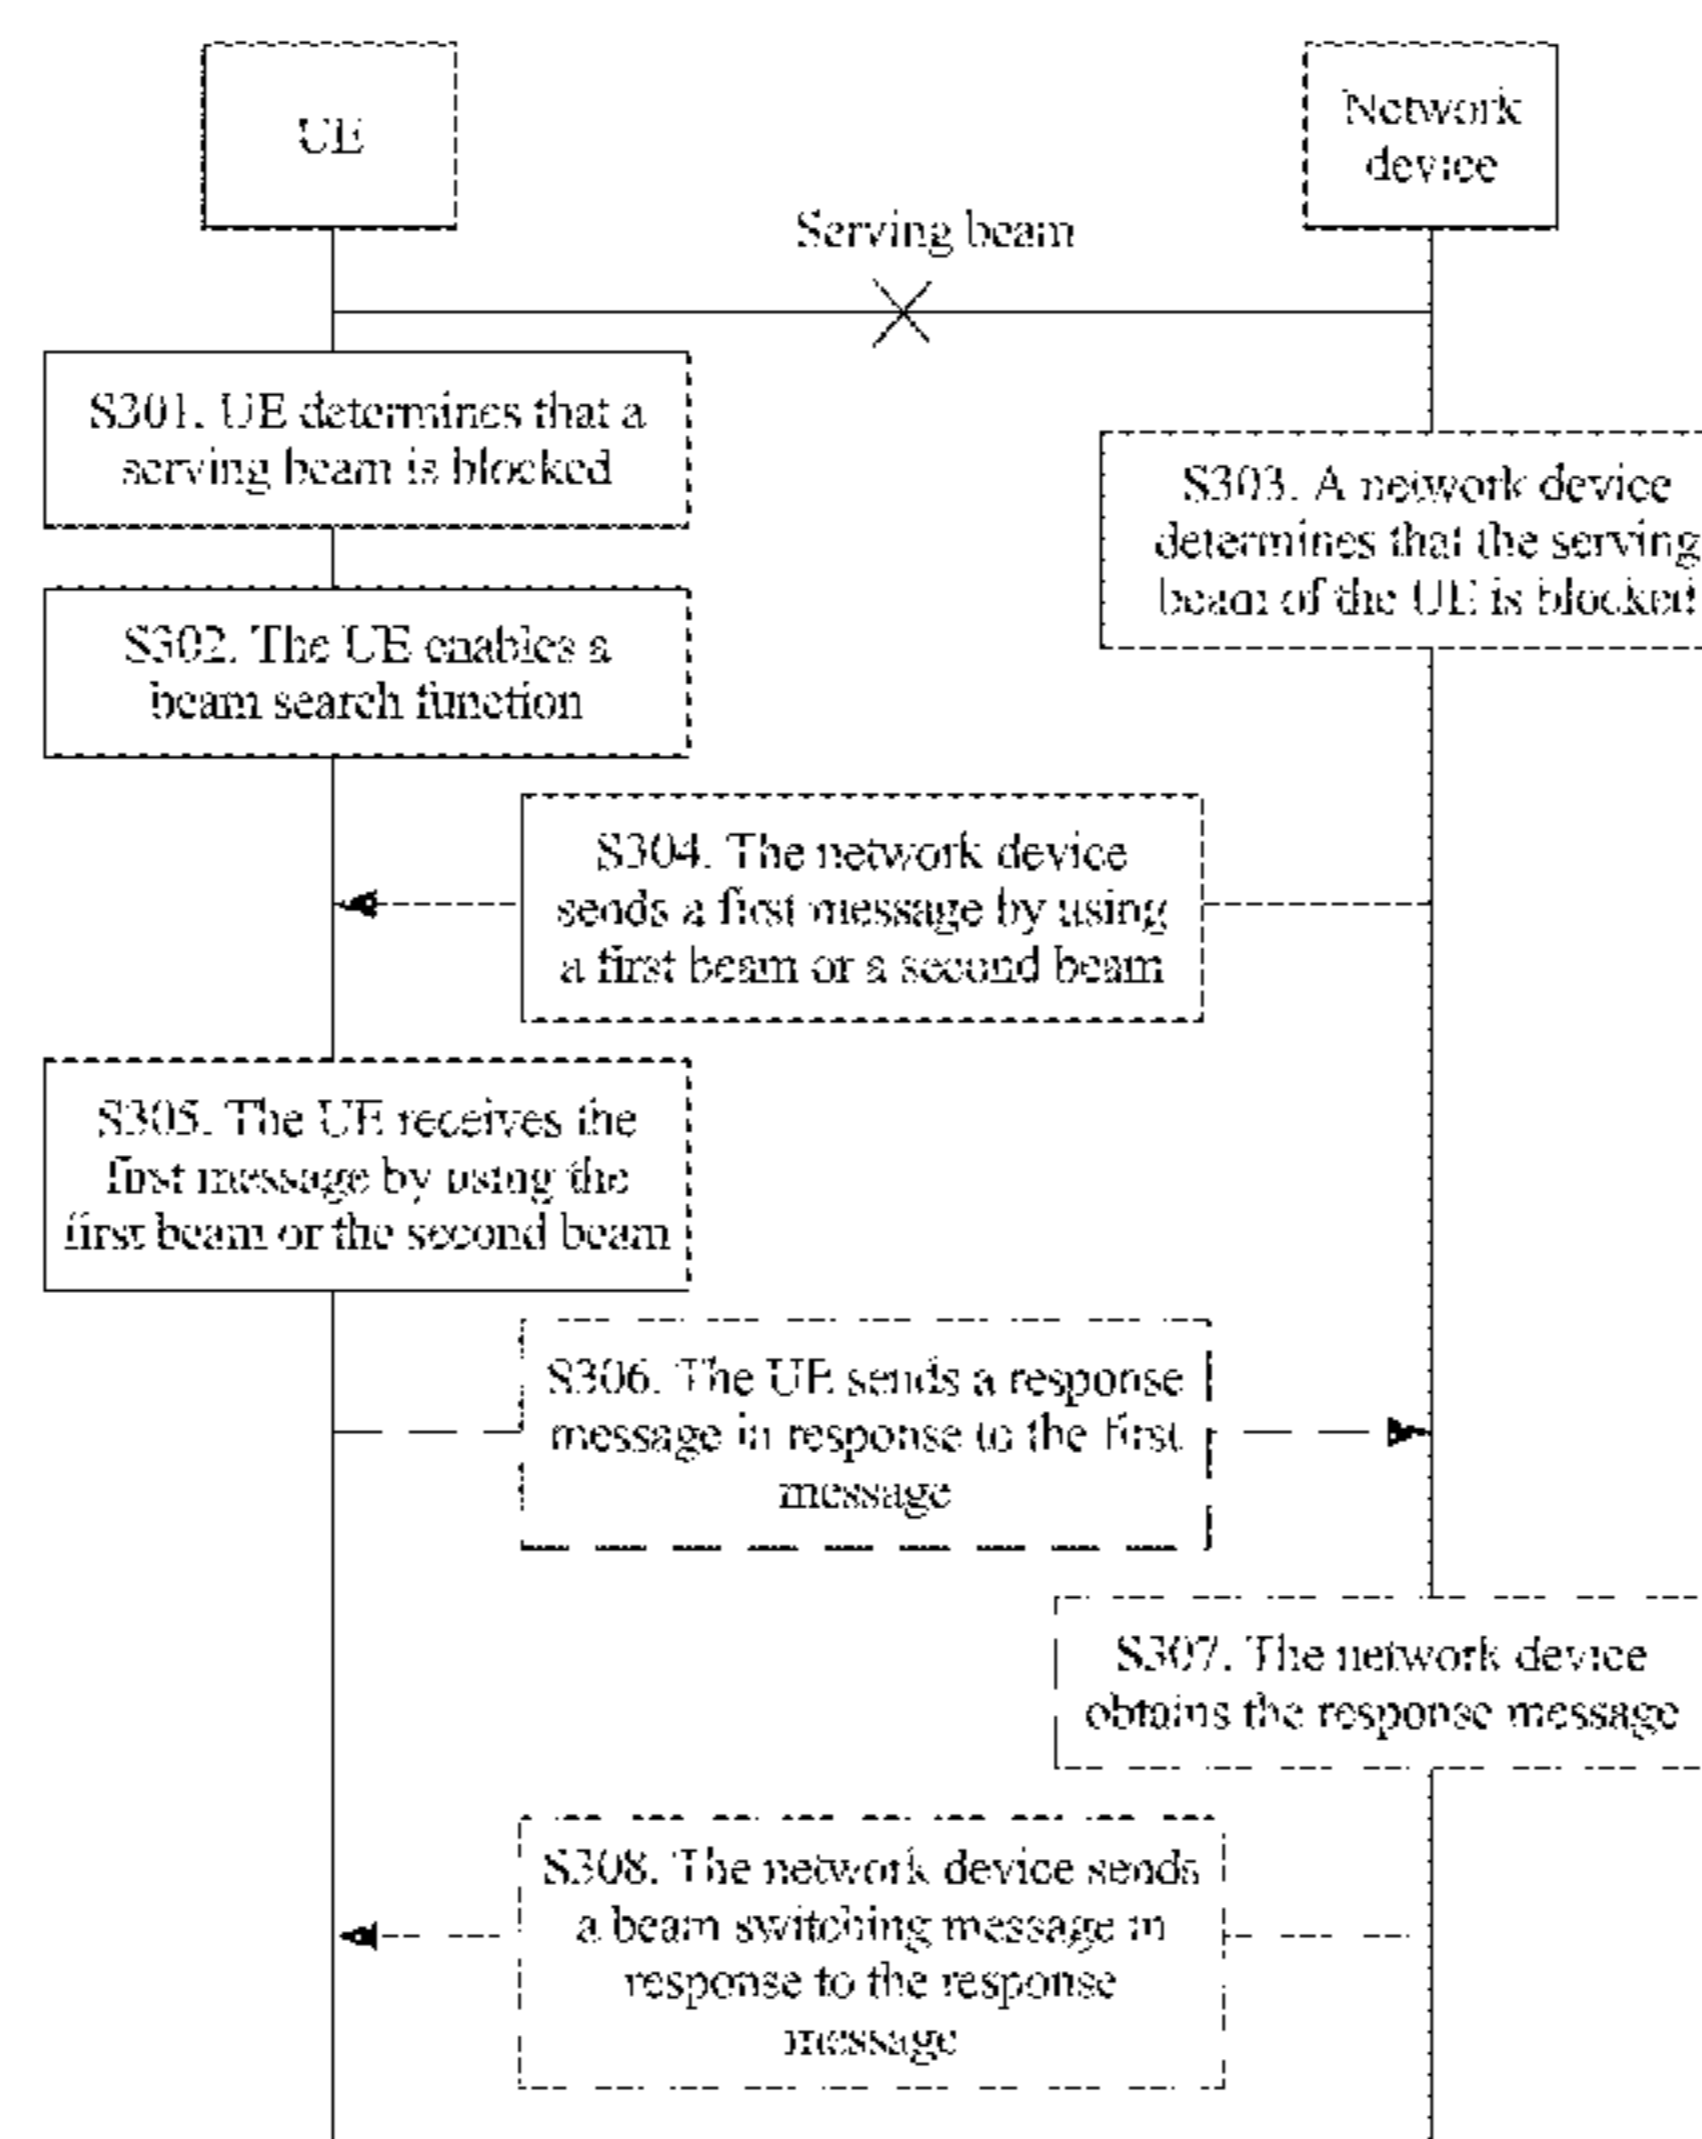 UE
Network
device
Serving beam
S301. UE determines that a
serving beam is blocked
S303. A network device
determines that the serving
beam of the UE is blocked
S302. The UE enables a
beam search function
S304. The network device
sends a first message by using
a first beam or a second beam
S305. The UE receives the
first message by using the
first beam or the second beam
S306. The UE sends a response
message in response to the first
message
S307. The network device
obtains the response message
S308. The network device sends
a beam switching message in
response to the response
message